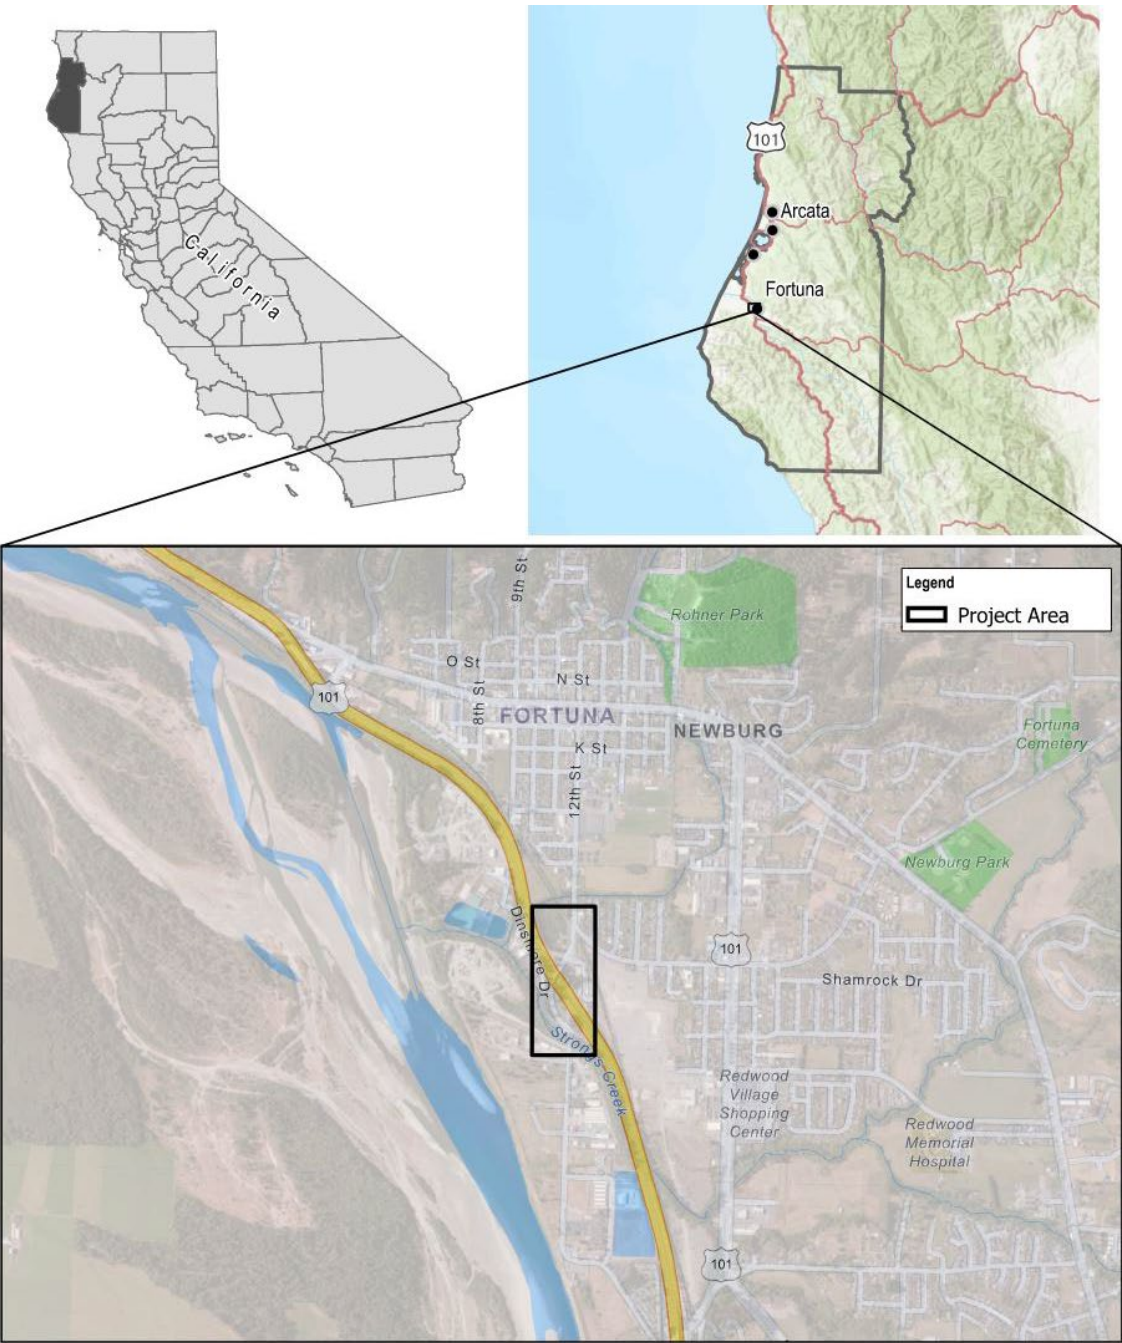 California
101
Arcata
Fortuna
Legend
Project Area
9th St
Rohner Park
O St
N St
8th St
101
FORTUNA
NEWBURG
K St
Fortuna
Cemetery
12th St
Newburg Park
Dinsmore Dr
101
Shamrock Dr
Strongs Creek
Redwood
Village
Shopping
Center
Redwood
Memorial
Hospital
101